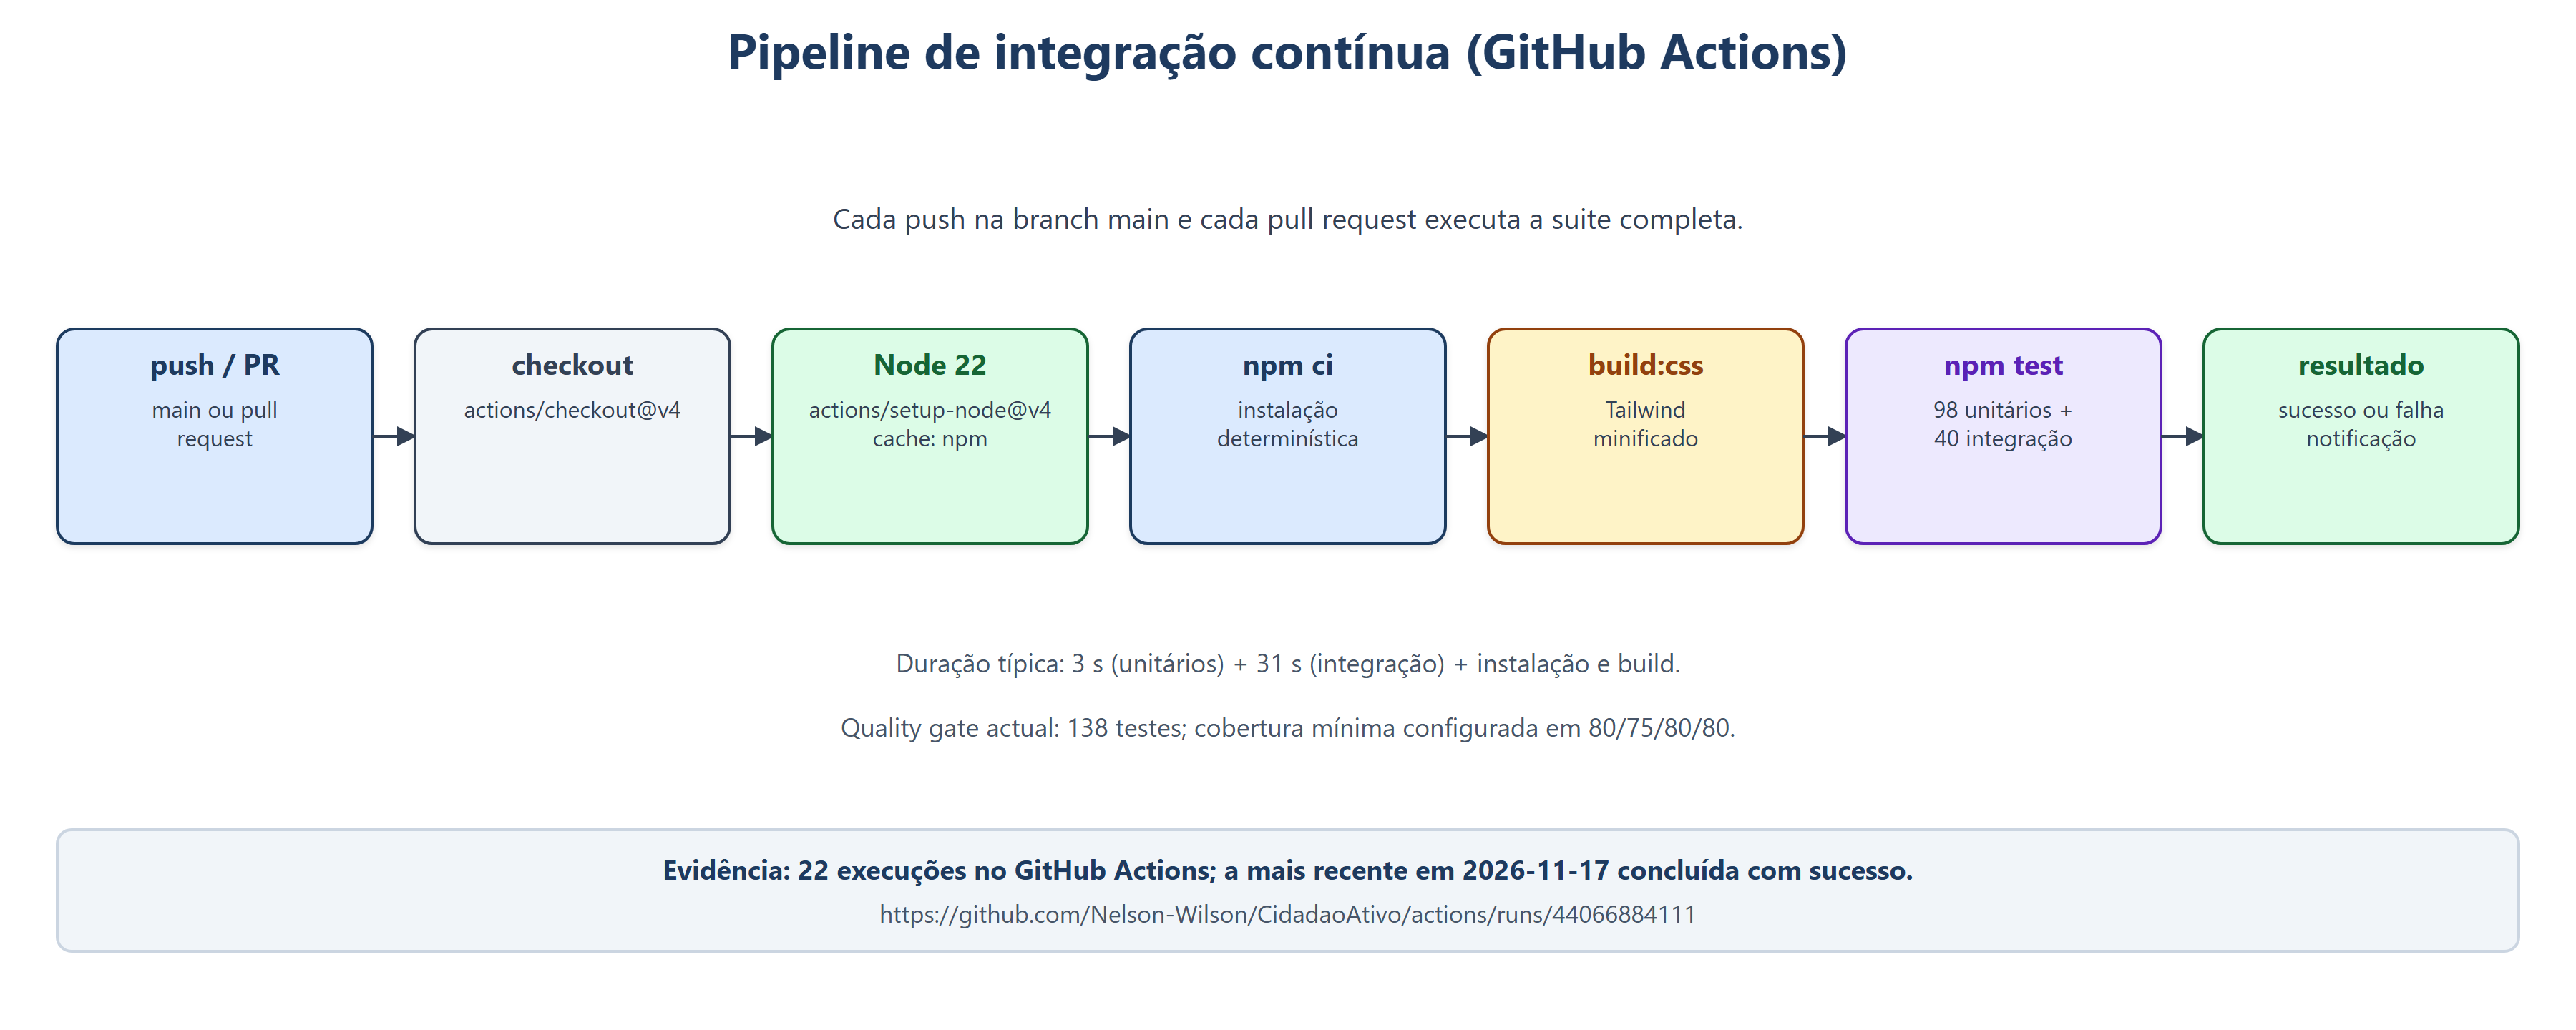 Pipeline de integração contínua (GitHub Actions)
Cada push na branch main e cada pull request executa a suite completa.
push / PR
main ou pull
request
checkout
actions/checkout@v4
Node 22
actions/setup-node@v4
cache: npm
npm ci
instalação
determinística
build:css
Tailwind
minificado
npm test
98 unitários +
40 integração
resultado
sucesso ou falha
notificação
Duração típica: 3 s (unitários) + 31 s (integração) + instalação e build.
Quality gate actual: 138 testes; cobertura mínima configurada em 80/75/80/80.
Evidência: 22 execuções no GitHub Actions; a mais recente em 2026-11-17 concluída com sucesso.
https://github.com/Nelson-Wilson/CidadaoAtivo/actions/runs/44066884111